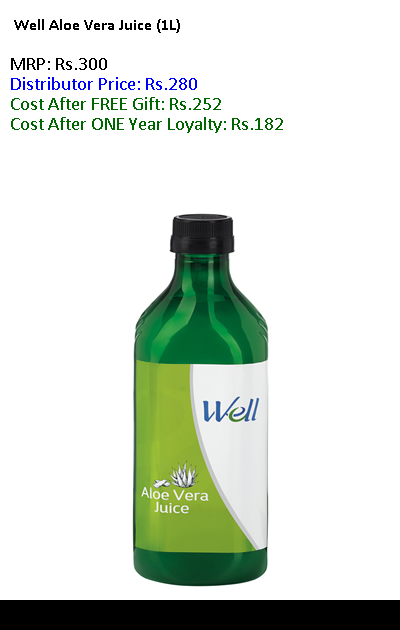 Well Aloe Vera Juice (1L)
MRP: Rs.300
Distributor Price: Rs.280
Cost After FREE Gift: Rs.252
Cost After ONE Year Loyalty: Rs.182
Well
Aloe Vera
Juice